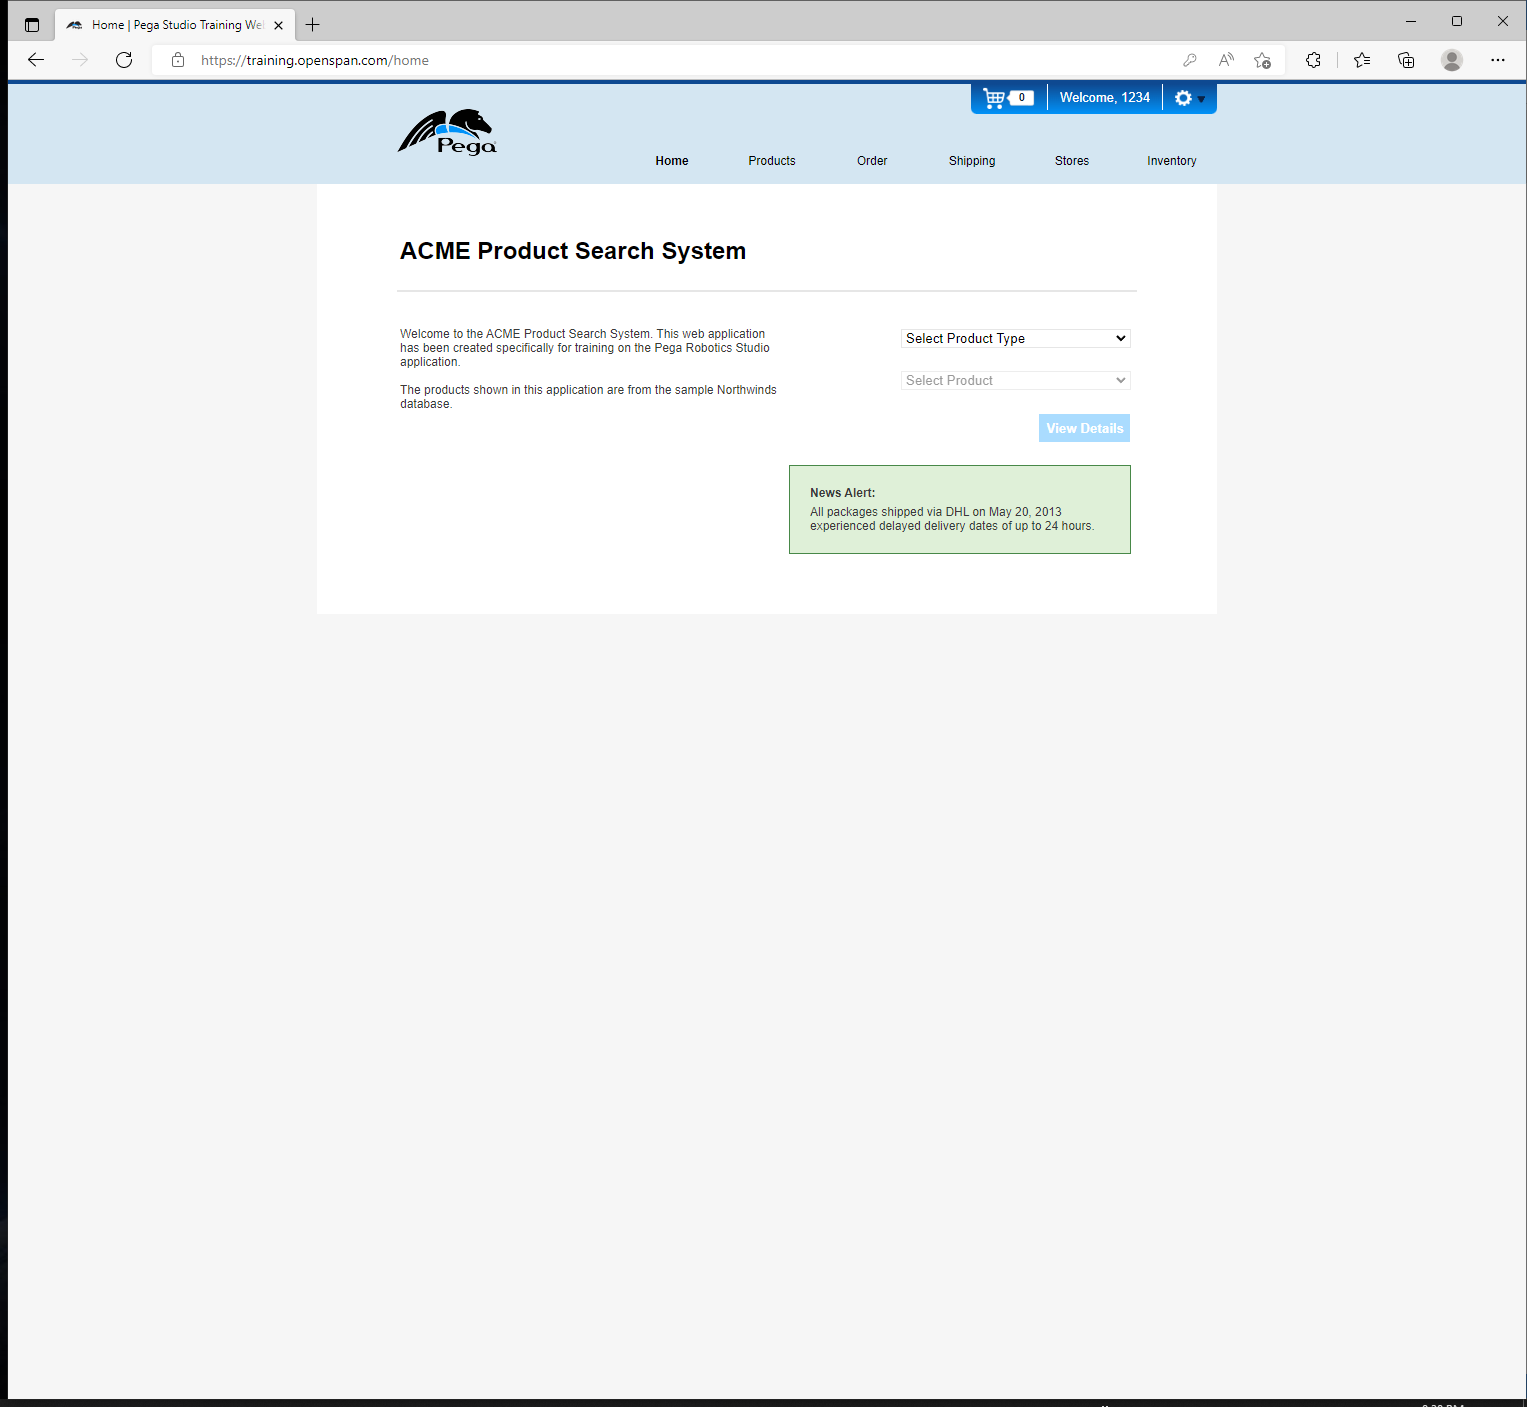 Home | Pega Studio Training We
https://training.openspan.com/home
0
Welcome, 1234
Pega
Home
Products
Order
Shipping
Stores
Inventory
ACME Product Search System
Welcome to the ACME Product Search System. This web application
has been created specifically for training on the Pega Robotics Studio
application.
The products shown in this application are from the sample Northwinds
database.
Select Product Type
Select Product
View Details
News Alert:
All packages shipped via DHL on May 20, 2013
experienced delayed delivery dates of up to 24 hours.